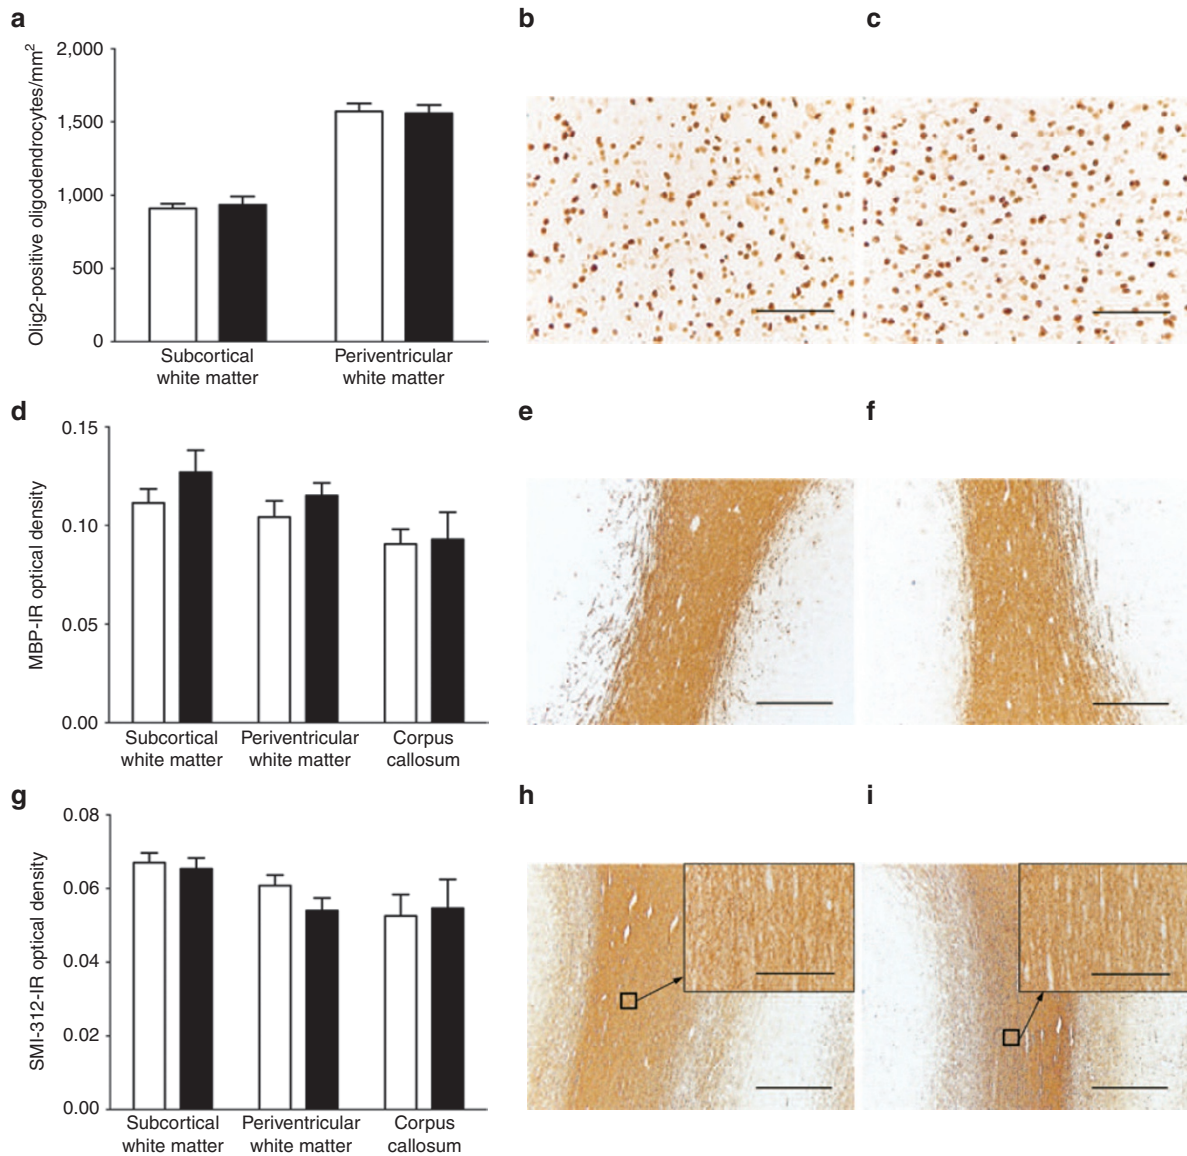 a
Olig2-positive oligodendrocytes/mm²
2,000
1,500
1,000
500
0
Subcortical
white matter
Periventricular
white matter
b
c
d
MBP-IR optical density
0.15
0.10
0.05
0.00
Subcortical
white matter
Periventricular
white matter
Corpus
callosum
e
f
g
SMI-312-IR optical density
0.08
0.06
0.04
0.02
0.00
Subcortical
white matter
Periventricular
white matter
Corpus
callosum
h
i